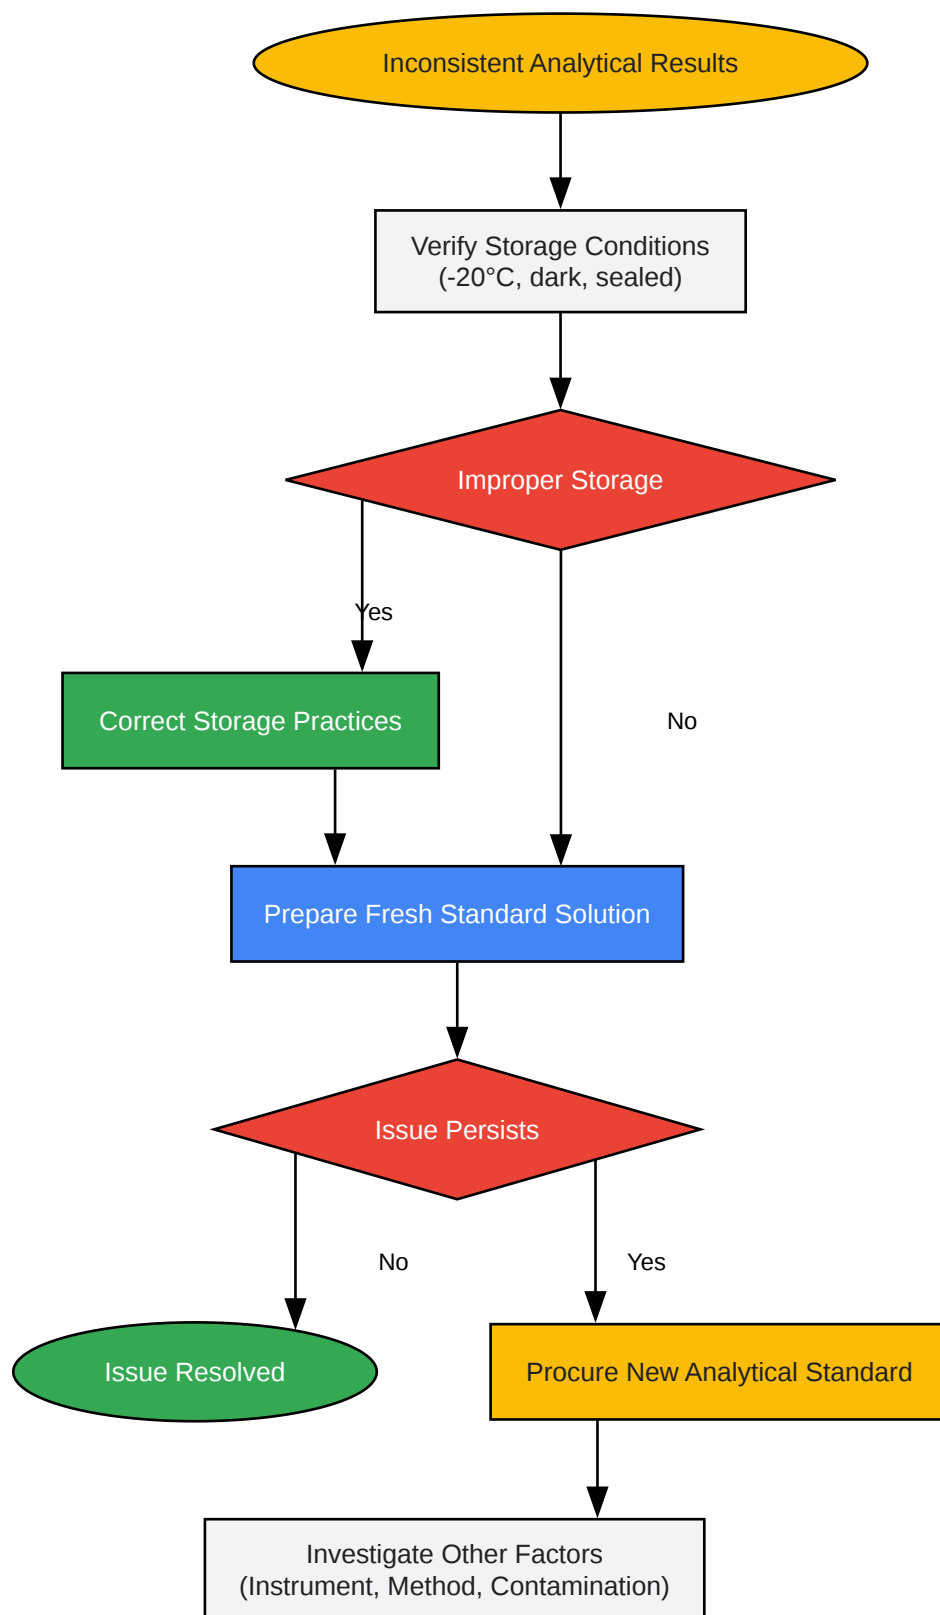 Inconsistent Analytical Results
Verify Storage Conditions
(-20°C, dark, sealed)
Improper Storage
Yes
Correct Storage Practices
No
Prepare Fresh Standard Solution
Issue Persists
No
Yes
Issue Resolved
Procure New Analytical Standard
Investigate Other Factors
(Instrument, Method, Contamination)